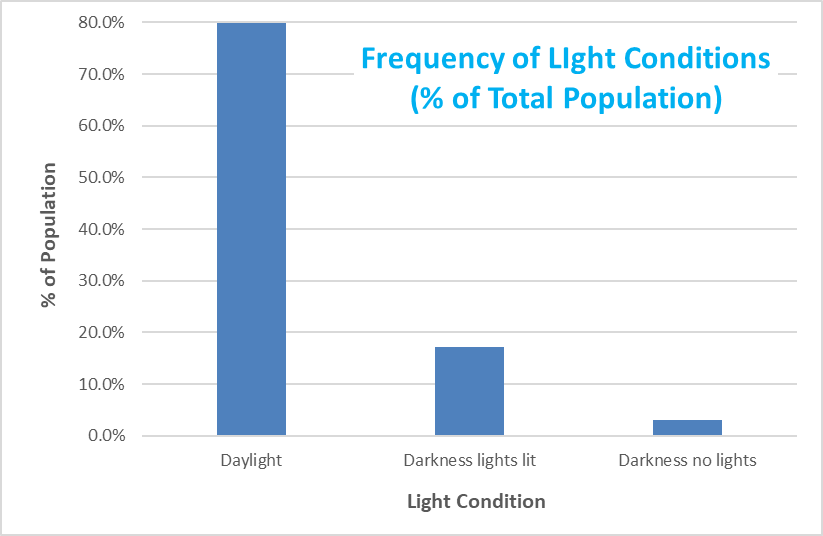 Frequency of LIght Conditions
(% of Total Population)
80.0%
70.0%
60.0%
50.0%
40.0%
30.0%
20.0%
10.0%
0.0%
% of Population
Daylight
Darkness lights lit
Darkness no lights
Light Condition